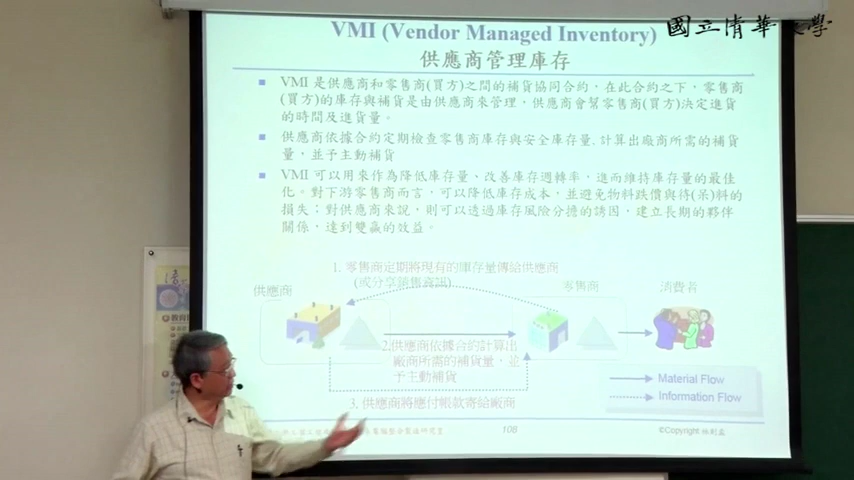 國立清華大學
VMI (Vendor Managed Inventory)
供應商管理庫存
VMI 是供應商和零售商(買方)之間的補貨協同合約，在此合約之下，零售商
(買方)的庫存與補貨是由供應商來管理，供應商會幫零售商(買方)決定進貨
的時間及進貨量。
供應商依據合約定期檢查零售商庫存與安全庫存量、計算出廠商所需的補貨
量，並予主動補貨
VMI 可以用來作為降低庫存量、改善庫存週轉率，進而維持庫存量的最佳
化。對下游零售商而言，可以降低庫存成本，並避免物料跌價與待(呆)料的
損失；對供應商來說，則可以透過庫存風險分擔的誘因，建立長期的夥伴
關係，達到雙贏的效益。
1. 零售商定期將現有的庫存量傳給供應商
(或分享銷售資訊)
供應商
零售商
消費者
2.供應商依據合約計算出
廠商所需的補貨量，並
予主動補貨
3. 供應商將應付帳款寄給廠商
Material Flow
Information Flow
108
©Copyright